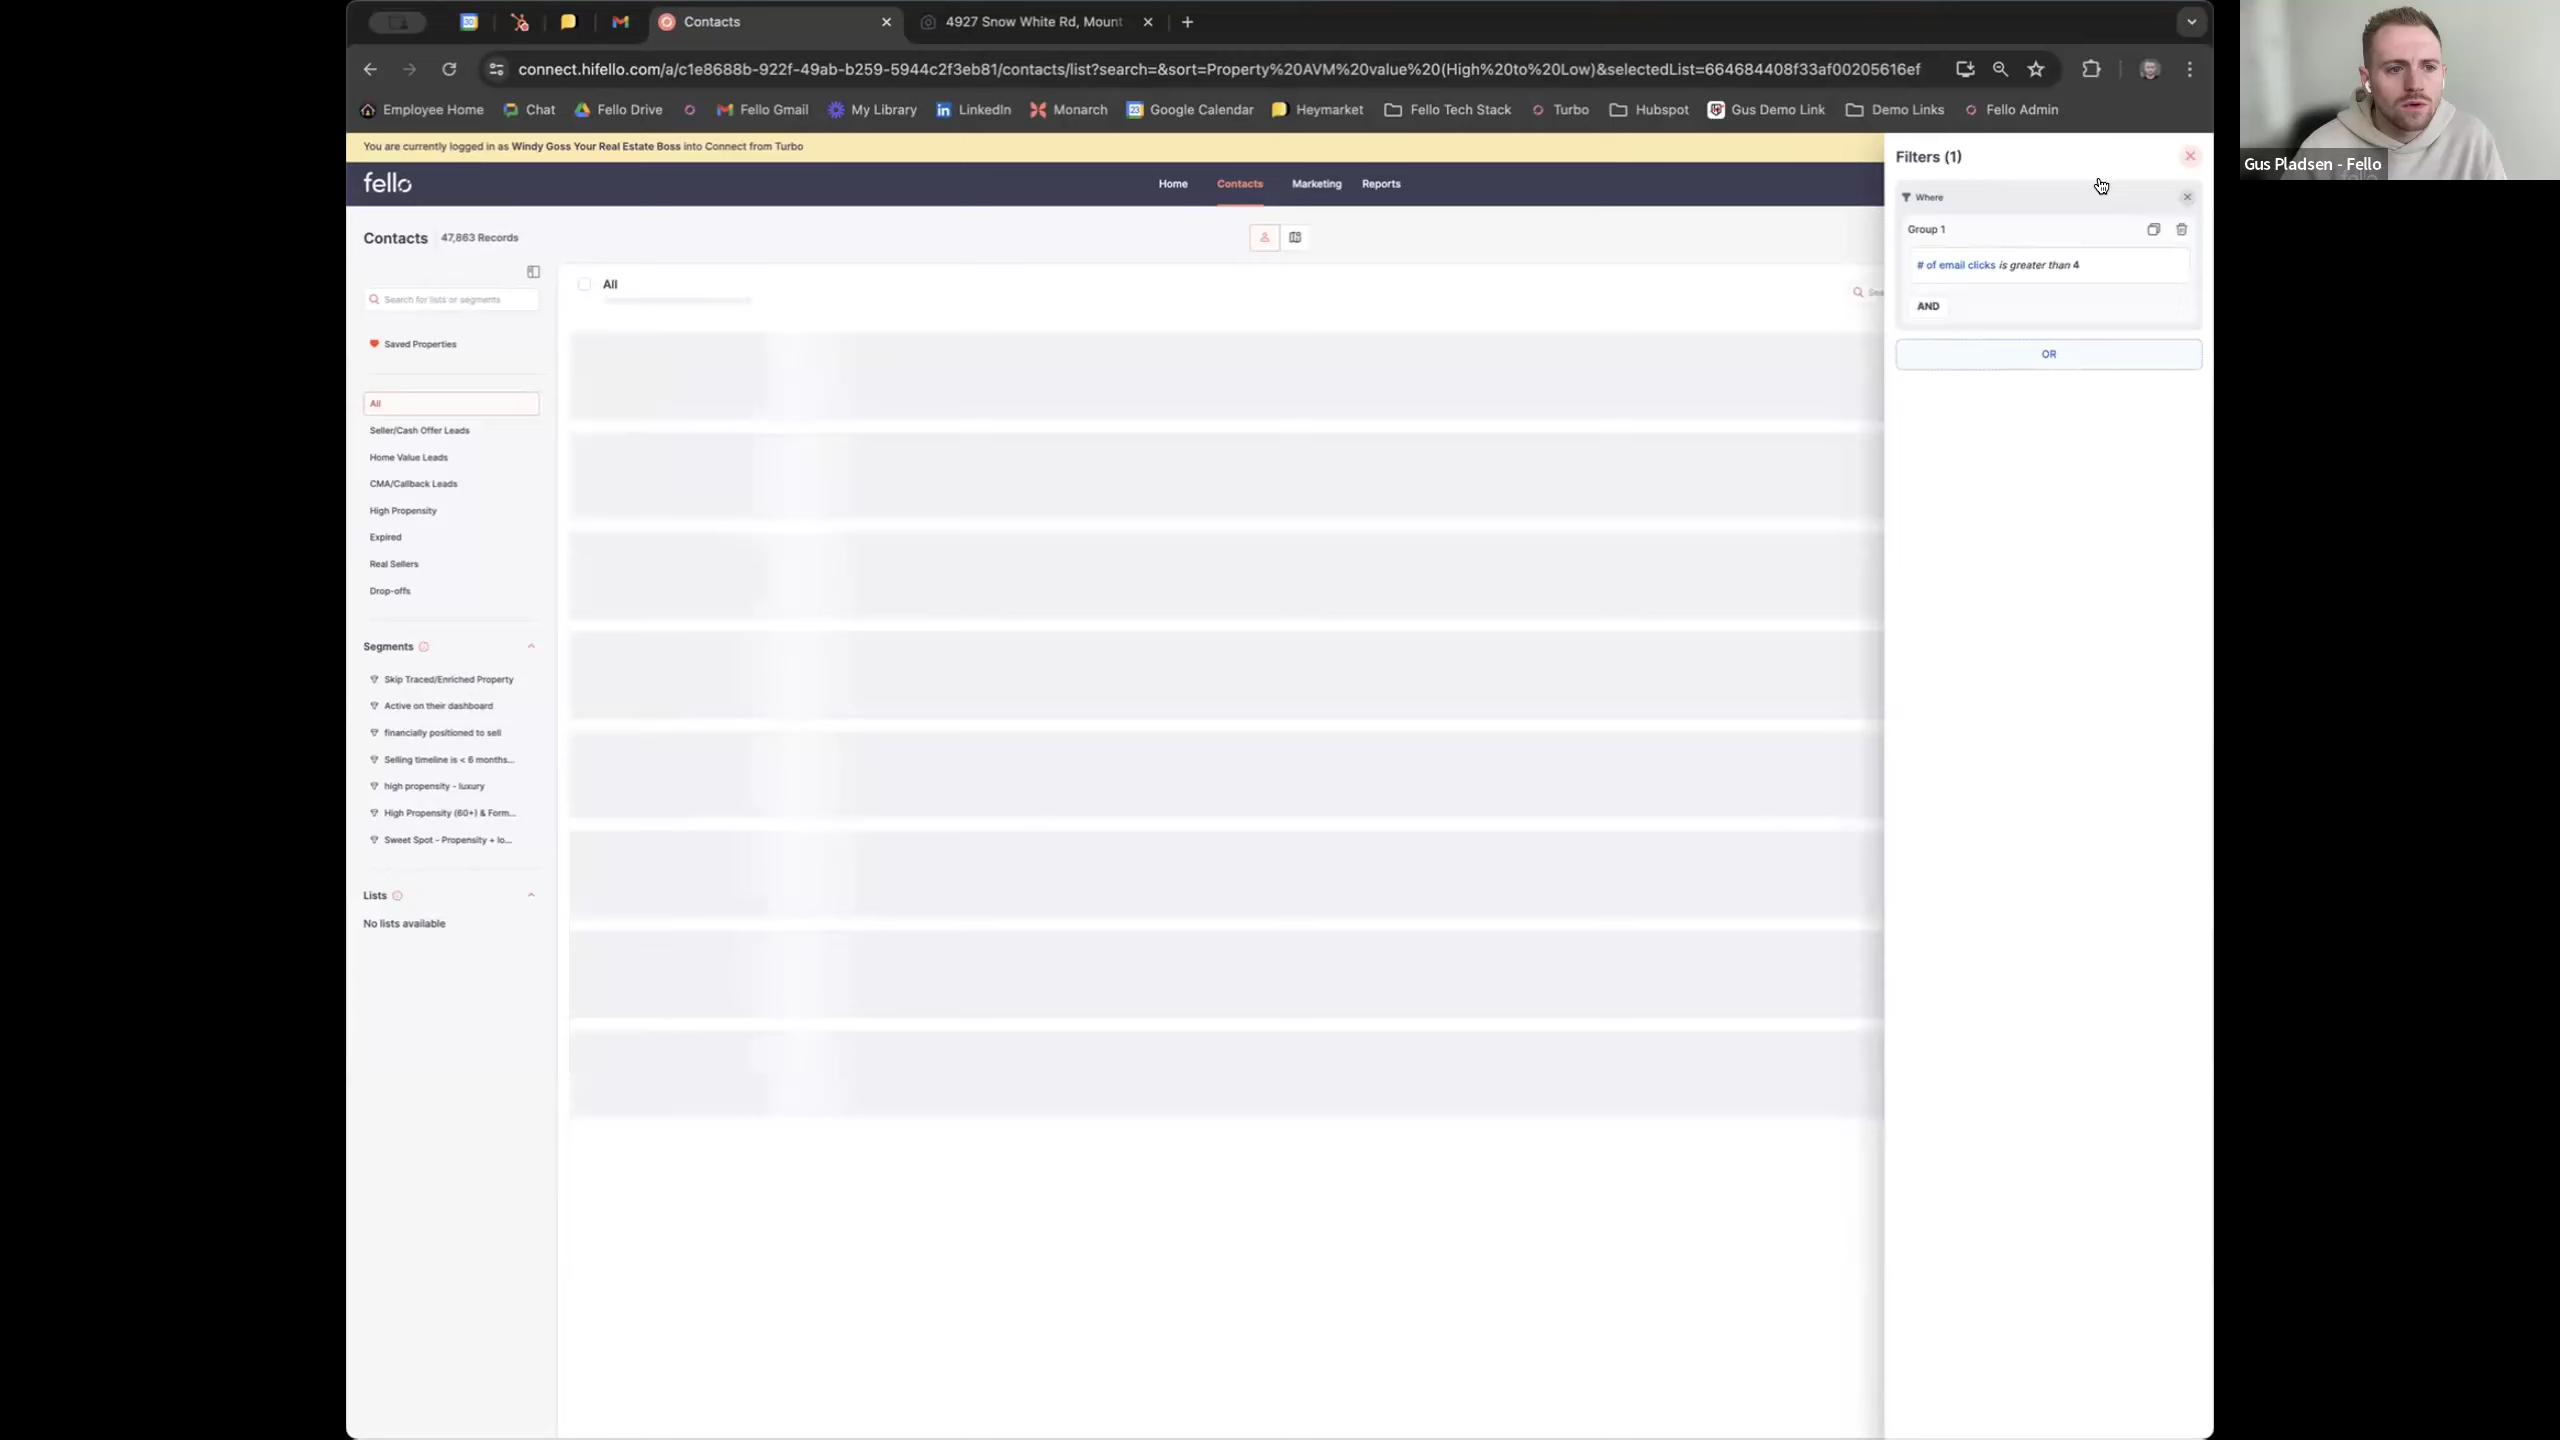 Contacts
4927 Snow White Rd, Mount
connect.hifello.com/a/c1e8688b-922f-49ab-b259-5944c2f3eb81/contacts/list?search=&sort=Property%20AVM%20value%20(High%20to%20Low)&selectedList=664684408f33af00205616ef
Employee Home Chat Fello Drive Fello Gmail My Library LinkedIn Monarch Google Calendar Heymarket Fello Tech Stack Turbo Hubspot Gus Demo Link Demo Links Fello Admin
You are currently logged in as Windy Goss Your Real Estate Boss into Connect from Turbo
fello
Home Contacts Marketing Reports
Contacts 47,863 Records
Search for lists or segments
Saved Properties
All
Seller/Cash Offer Leads
Home Value Leads
CMA/Callback Leads
High Propensity
Expired
Real Sellers
Drop-offs
Segments
Skip Traced/Enriched Property
Active on their dashboard
financially positioned to sell
Selling timeline is < 6 months...
high propensity - luxury
High Propensity (60+) & Form...
Sweet Spot - Propensity + lo...
Lists
No lists available
All
Filters (1)
Where
Group 1
# of email clicks is greater than 4
AND
OR
Gus Pladsen - Fello